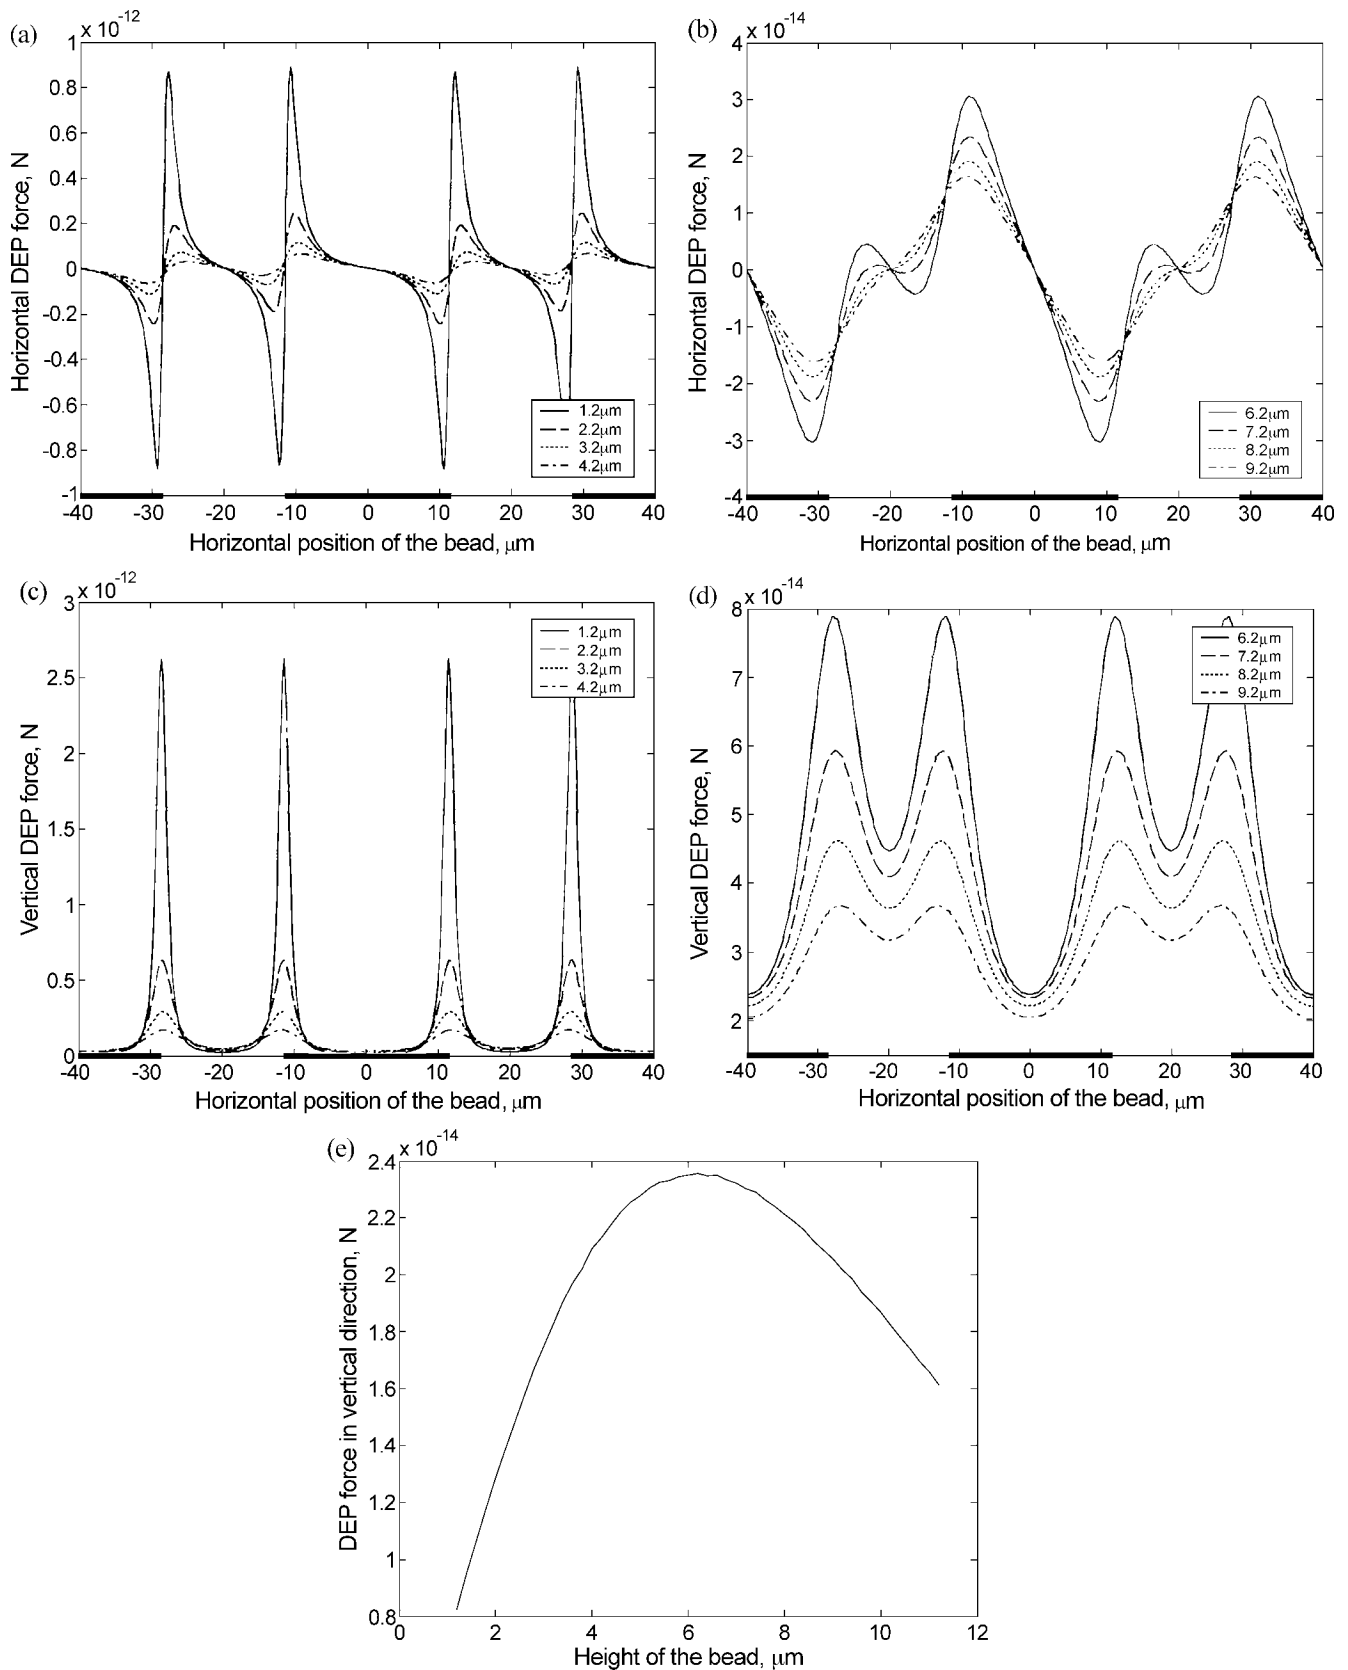 (a)
1 x 10-12
0.8
0.6
0.4
0.2
0
-0.2
-0.4
-0.6
-0.8
-1
Horizontal DEP force, N
1.2μm
2.2μm
3.2μm
4.2μm
-40 -30 -20 -10 0 10 20 30 40
Horizontal position of the bead, μm
(b)
4 x 10-14
3
2
1
0
-1
-2
-3
-4
Horizontal DEP force, N
6.2μm
7.2μm
8.2μm
9.2μm
-40 -30 -20 -10 0 10 20 30 40
Horizontal position of the bead, μm
(c)
3 x 10-12
2.5
2
1.5
1
0.5
0
Vertical DEP force, N
1.2μm
2.2μm
3.2μm
4.2μm
-40 -30 -20 -10 0 10 20 30 40
Horizontal position of the bead, μm
(d)
8 x 10-14
7
6
5
4
3
2
Vertical DEP force, N
6.2μm
7.2μm
8.2μm
9.2μm
-40 -30 -20 -10 0 10 20 30 40
Horizontal position of the bead, μm
(e)
2.4 x 10-14
2.2
2
1.8
1.6
1.4
1.2
1
0.8
DEP force in vertical direction, N
0 2 4 6 8 10 12
Height of the bead, μm